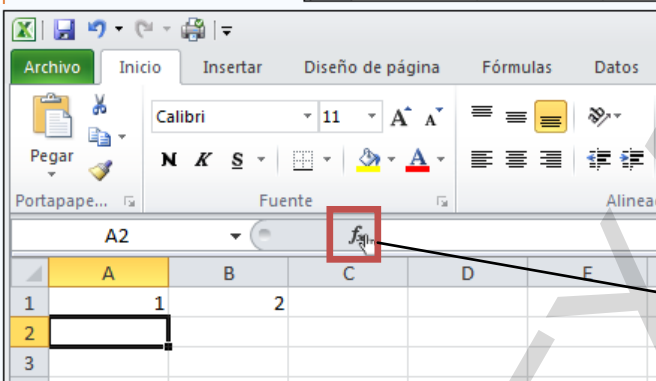 Archivo Inicio Insertar Diseño de página Fórmulas Datos
Calibri 11 A A
Pegar N K S A
Portapape... Fuente
A2 fx
A B C D E
1 1 2
2
3